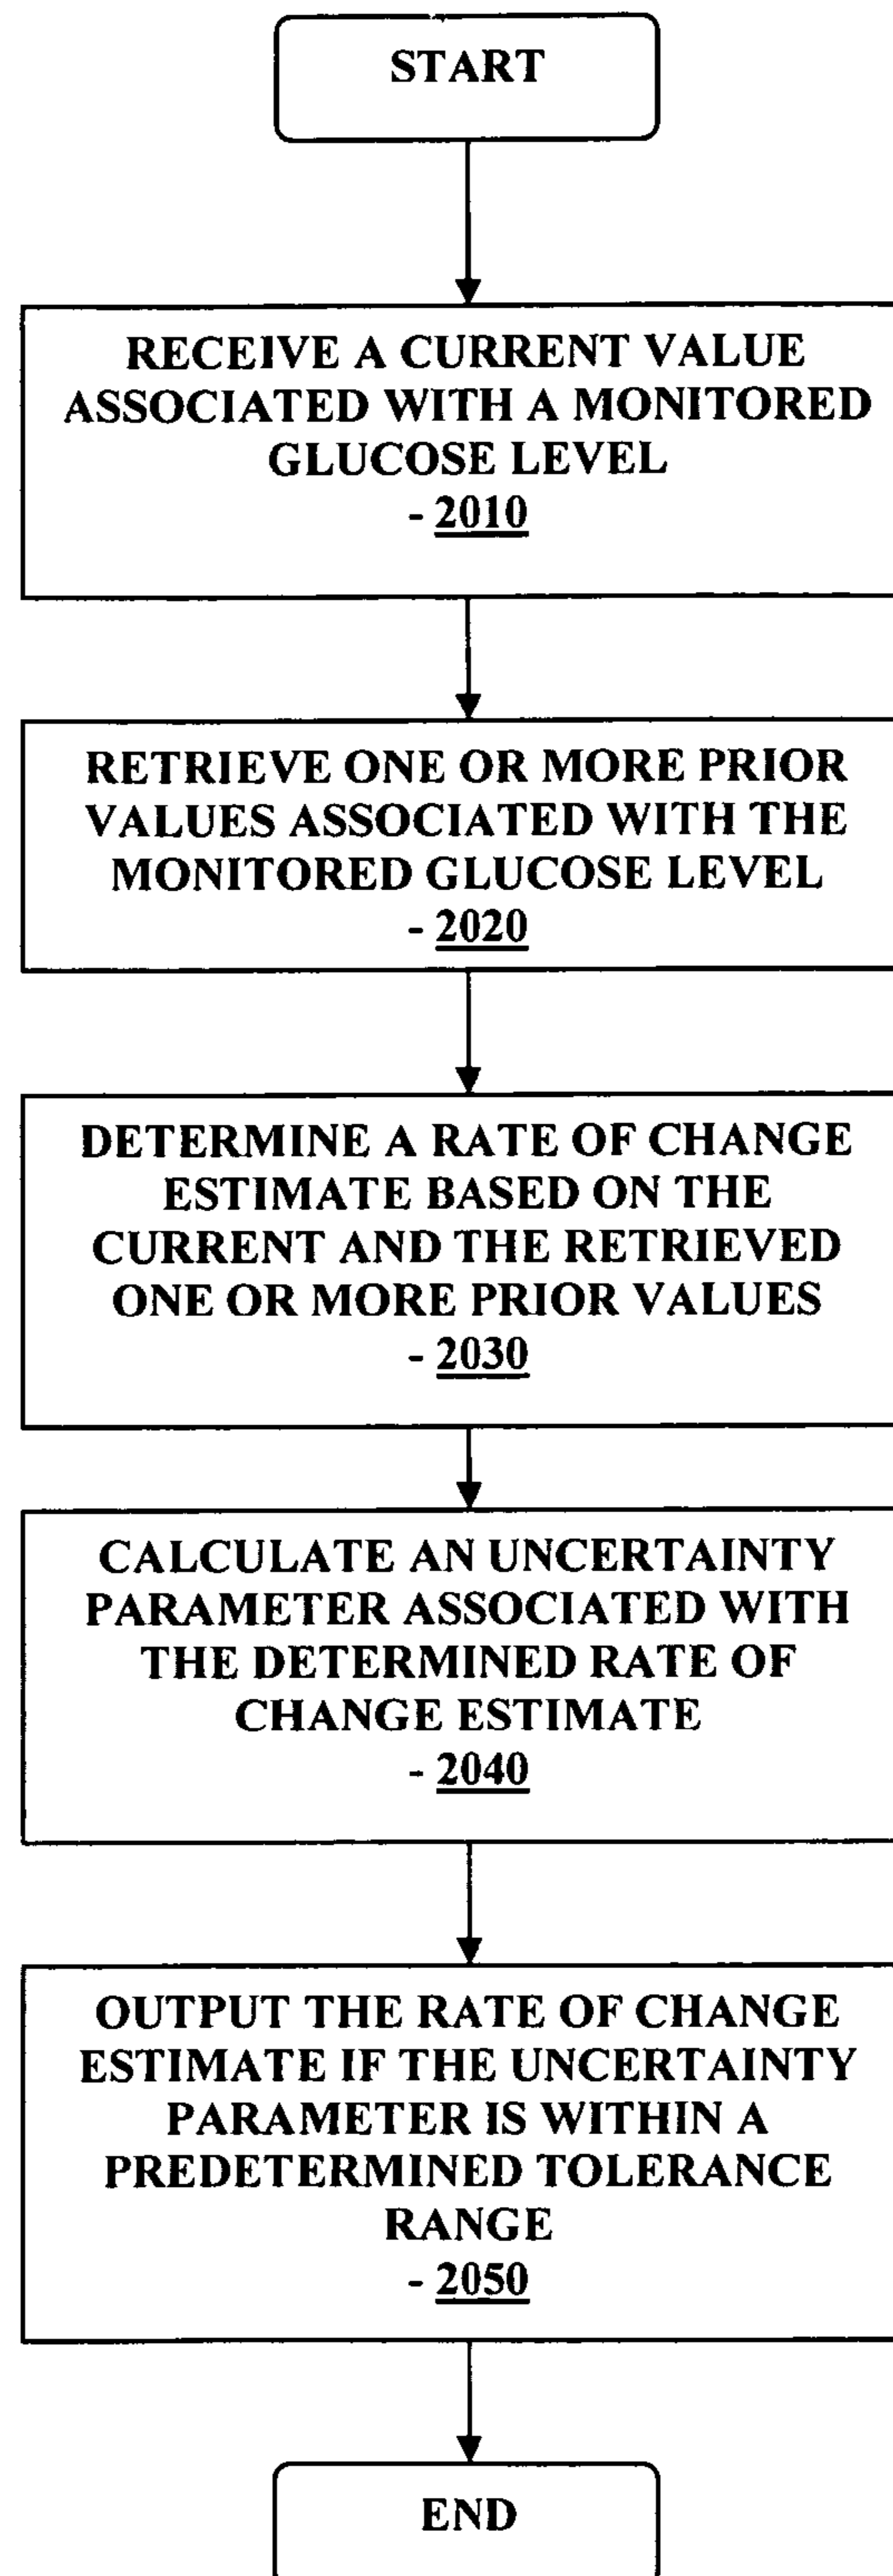 START
RECEIVE A CURRENT VALUE
ASSOCIATED WITH A MONITORED
GLUCOSE LEVEL
- 2010
RETRIEVE ONE OR MORE PRIOR
VALUES ASSOCIATED WITH THE
MONITORED GLUCOSE LEVEL
- 2020
DETERMINE A RATE OF CHANGE
ESTIMATE BASED ON THE
CURRENT AND THE RETRIEVED
ONE OR MORE PRIOR VALUES
- 2030
CALCULATE AN UNCERTAINTY
PARAMETER ASSOCIATED WITH
THE DETERMINED RATE OF
CHANGE ESTIMATE
- 2040
OUTPUT THE RATE OF CHANGE
ESTIMATE IF THE UNCERTAINTY
PARAMETER IS WITHIN A
PREDETERMINED TOLERANCE
RANGE
- 2050
END